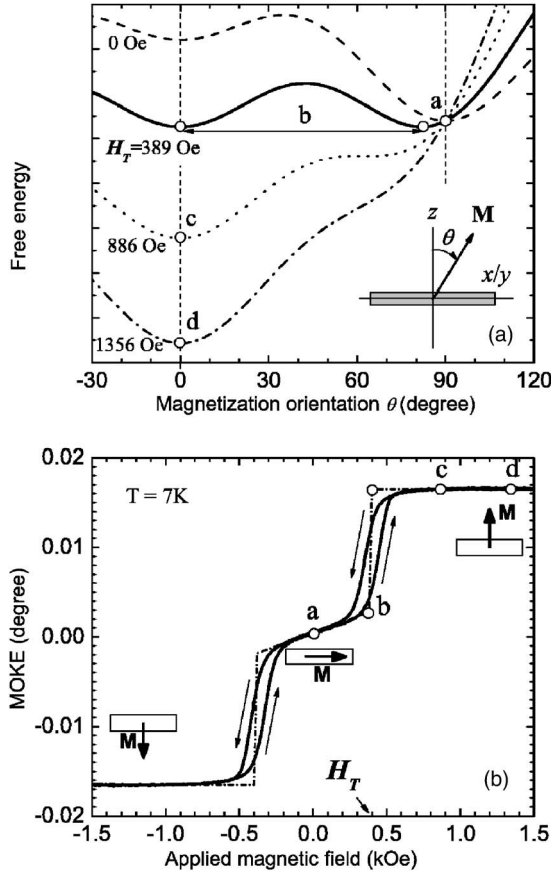 0 Oe
a
b
H_T=389 Oe
c
886 Oe
d
1356 Oe
Free energy
z
M
θ
x/y
(a)
-30 0 30 60 90 120
Magnetization orientation θ (degree)
0.02
0.01
0.00
-0.01
-0.02
MOKE (degree)
T = 7K
c d
M
a
b
M
M
H_T
(b)
-1.5 -1.0 -0.5 0.0 0.5 1.0 1.5
Applied magnetic field (kOe)